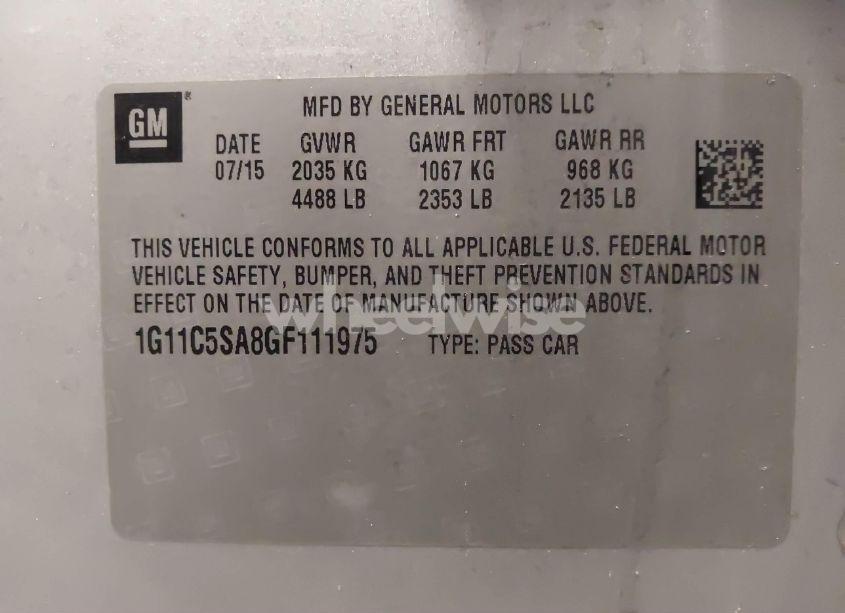 GM ®
MFD BY GENERAL MOTORS LLC
DATE GVWR GAWR FRT GAWR RR
07/15 2035 KG 1067 KG 968 KG
4488 LB 2353 LB 2135 LB
THIS VEHICLE CONFORMS TO ALL APPLICABLE U.S. FEDERAL MOTOR
VEHICLE SAFETY, BUMPER, AND THEFT PREVENTION STANDARDS IN
EFFECT ON THE DATE OF MANUFACTURE SHOWN ABOVE.
wheelwise
1G11C5SA8GF111975 TYPE: PASS CAR